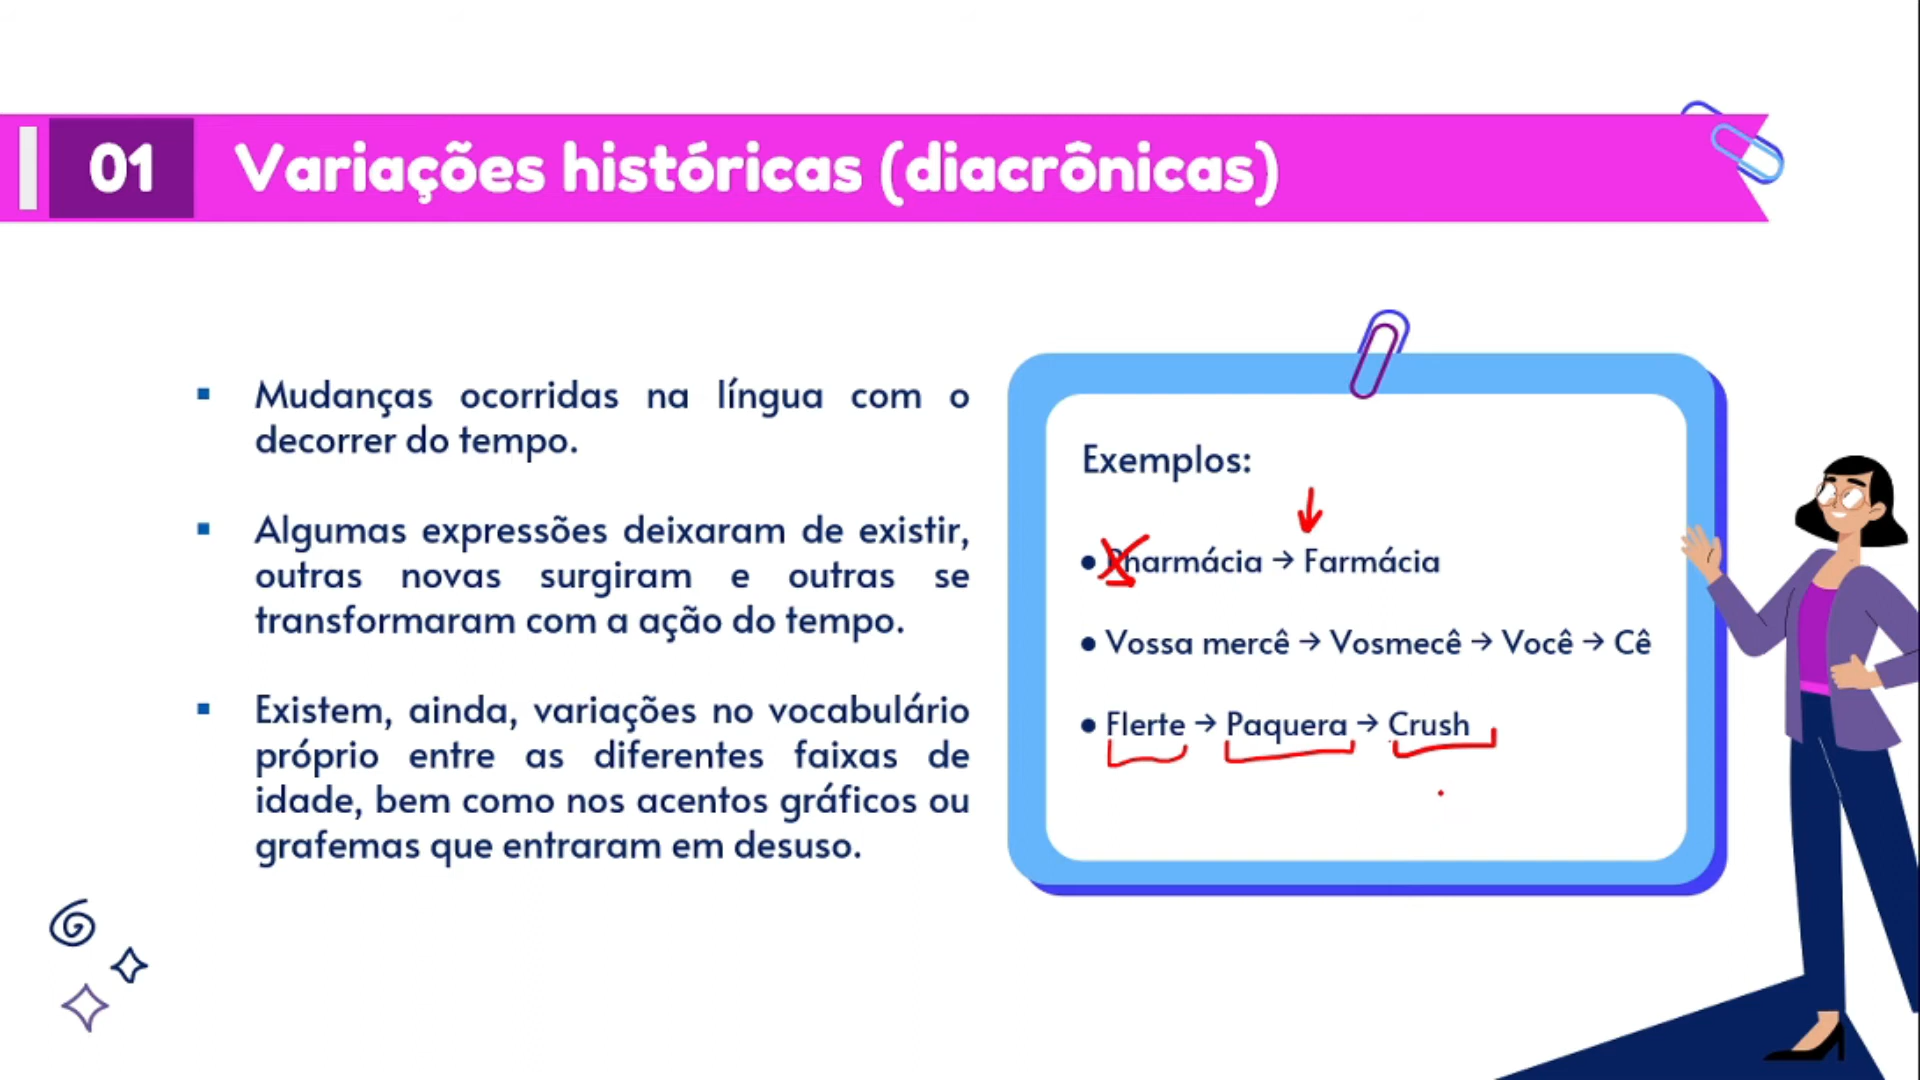 01 Variações históricas (diacrônicas)
Mudanças ocorridas na língua com o
decorrer do tempo.
Algumas expressões deixaram de existir,
outras novas surgiram e outras se
transformaram com a ação do tempo.
Existem, ainda, variações no vocabulário
próprio entre as diferentes faixas de
idade, bem como nos acentos gráficos ou
grafemas que entraram em desuso.
Exemplos:
• Pharmácia → Farmácia
• Vossa mercê → Vosmecê → Você → Cê
• Flerte → Paquera → Crush